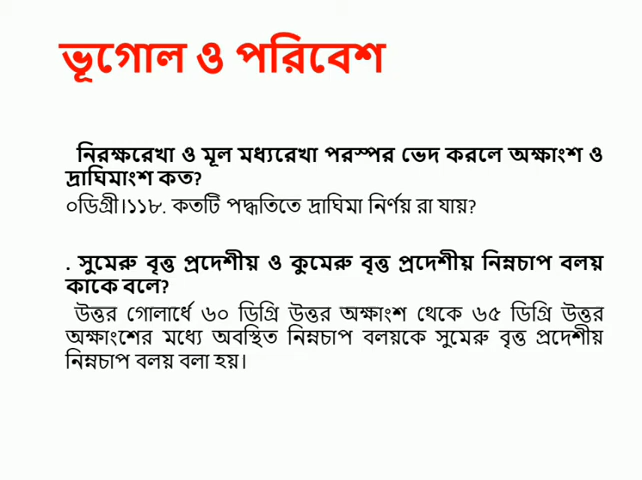 ভূগোল ও পরিবেশ
নিরক্ষরেখা ও মূল মধ্যরেখা পরস্পর ভেদ করলে অক্ষাংশ ও
দ্রাঘিমাংশ কত?
০ডিগ্রী।১১৮. কতটি পদ্ধতিতে দ্রাঘিমা নির্ণয় রা যায়?
. সুমেরু বৃত্ত প্রদেশীয় ও কুমেরু বৃত্ত প্রদেশীয় নিম্নচাপ বলয়
কাকে বলে?
উত্তর গোলার্ধে ৬০ ডিগ্রি উত্তর অক্ষাংশ থেকে ৬৫ ডিগ্রি উত্তর
অক্ষাংশের মধ্যে অবস্থিত নিম্নচাপ বলয়কে সুমেরু বৃত্ত প্রদেশীয়
নিম্নচাপ বলয় বলা হয়।